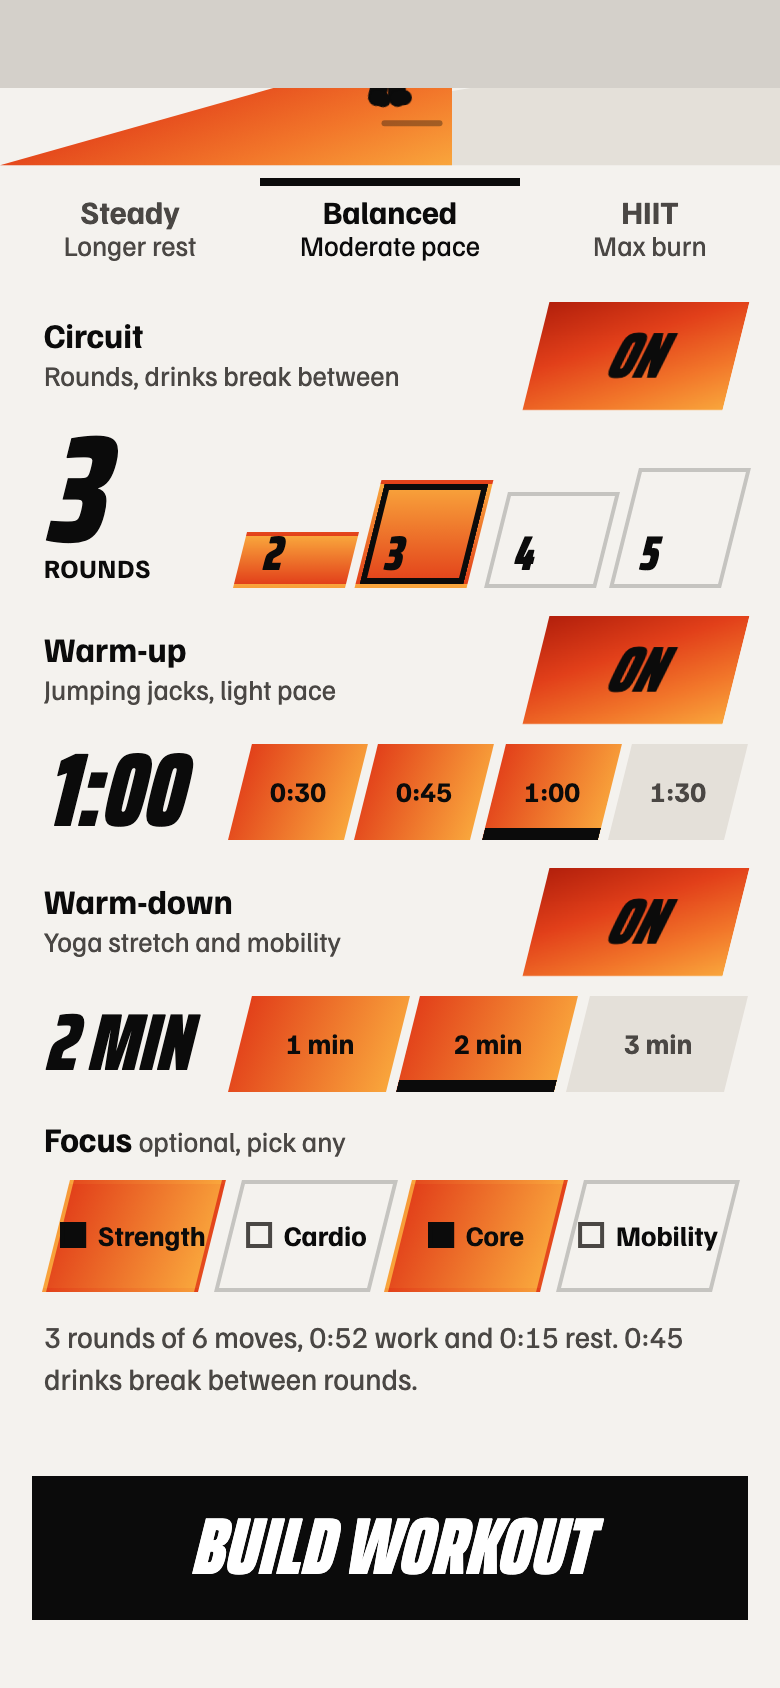 Steady
Longer rest
Balanced
Moderate pace
HIIT
Max burn
Circuit
Rounds, drinks break between
ON
3
ROUNDS
2
3
4
5
Warm-up
Jumping jacks, light pace
ON
1:00
0:30
0:45
1:00
1:30
Warm-down
Yoga stretch and mobility
ON
2 MIN
1 min
2 min
3 min
Focus optional, pick any
Strength
Cardio
Core
Mobility
3 rounds of 6 moves, 0:52 work and 0:15 rest. 0:45
drinks break between rounds.
BUILD WORKOUT